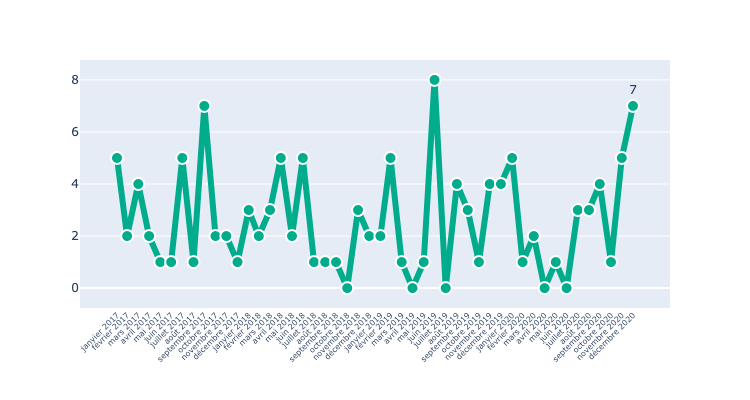 8
6
4
2
0
7
janvier 2017
février 2017
mars 2017
avril 2017
mai 2017
juin 2017
juillet 2017
août 2017
septembre 2017
octobre 2017
novembre 2017
décembre 2017
janvier 2018
février 2018
mars 2018
avril 2018
mai 2018
juin 2018
juillet 2018
août 2018
septembre 2018
octobre 2018
novembre 2018
décembre 2018
janvier 2019
février 2019
mars 2019
avril 2019
mai 2019
juin 2019
juillet 2019
août 2019
septembre 2019
octobre 2019
novembre 2019
décembre 2019
janvier 2020
février 2020
mars 2020
avril 2020
mai 2020
juin 2020
juillet 2020
août 2020
septembre 2020
octobre 2020
novembre 2020
décembre 2020